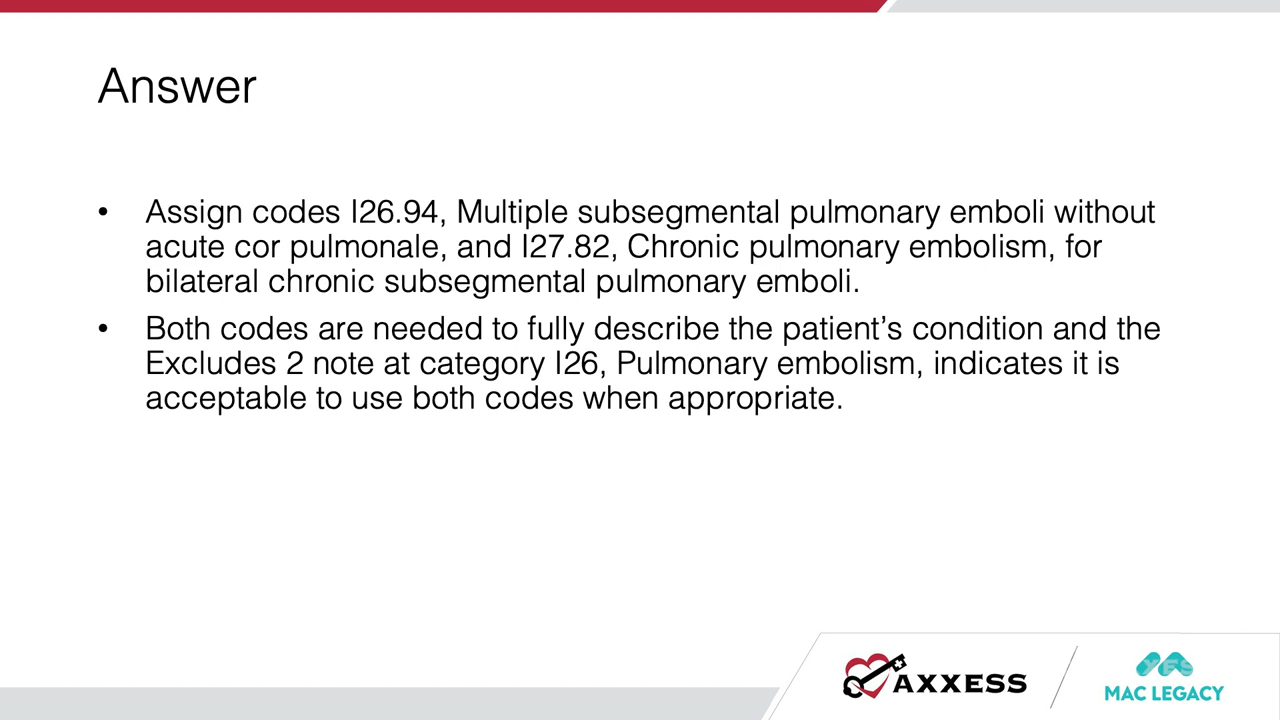 Answer
• Assign codes I26.94, Multiple subsegmental pulmonary emboli without
acute cor pulmonale, and I27.82, Chronic pulmonary embolism, for
bilateral chronic subsegmental pulmonary emboli.
• Both codes are needed to fully describe the patient’s condition and the
Excludes 2 note at category I26, Pulmonary embolism, indicates it is
acceptable to use both codes when appropriate.
AXXESS
YES
MAC LEGACY